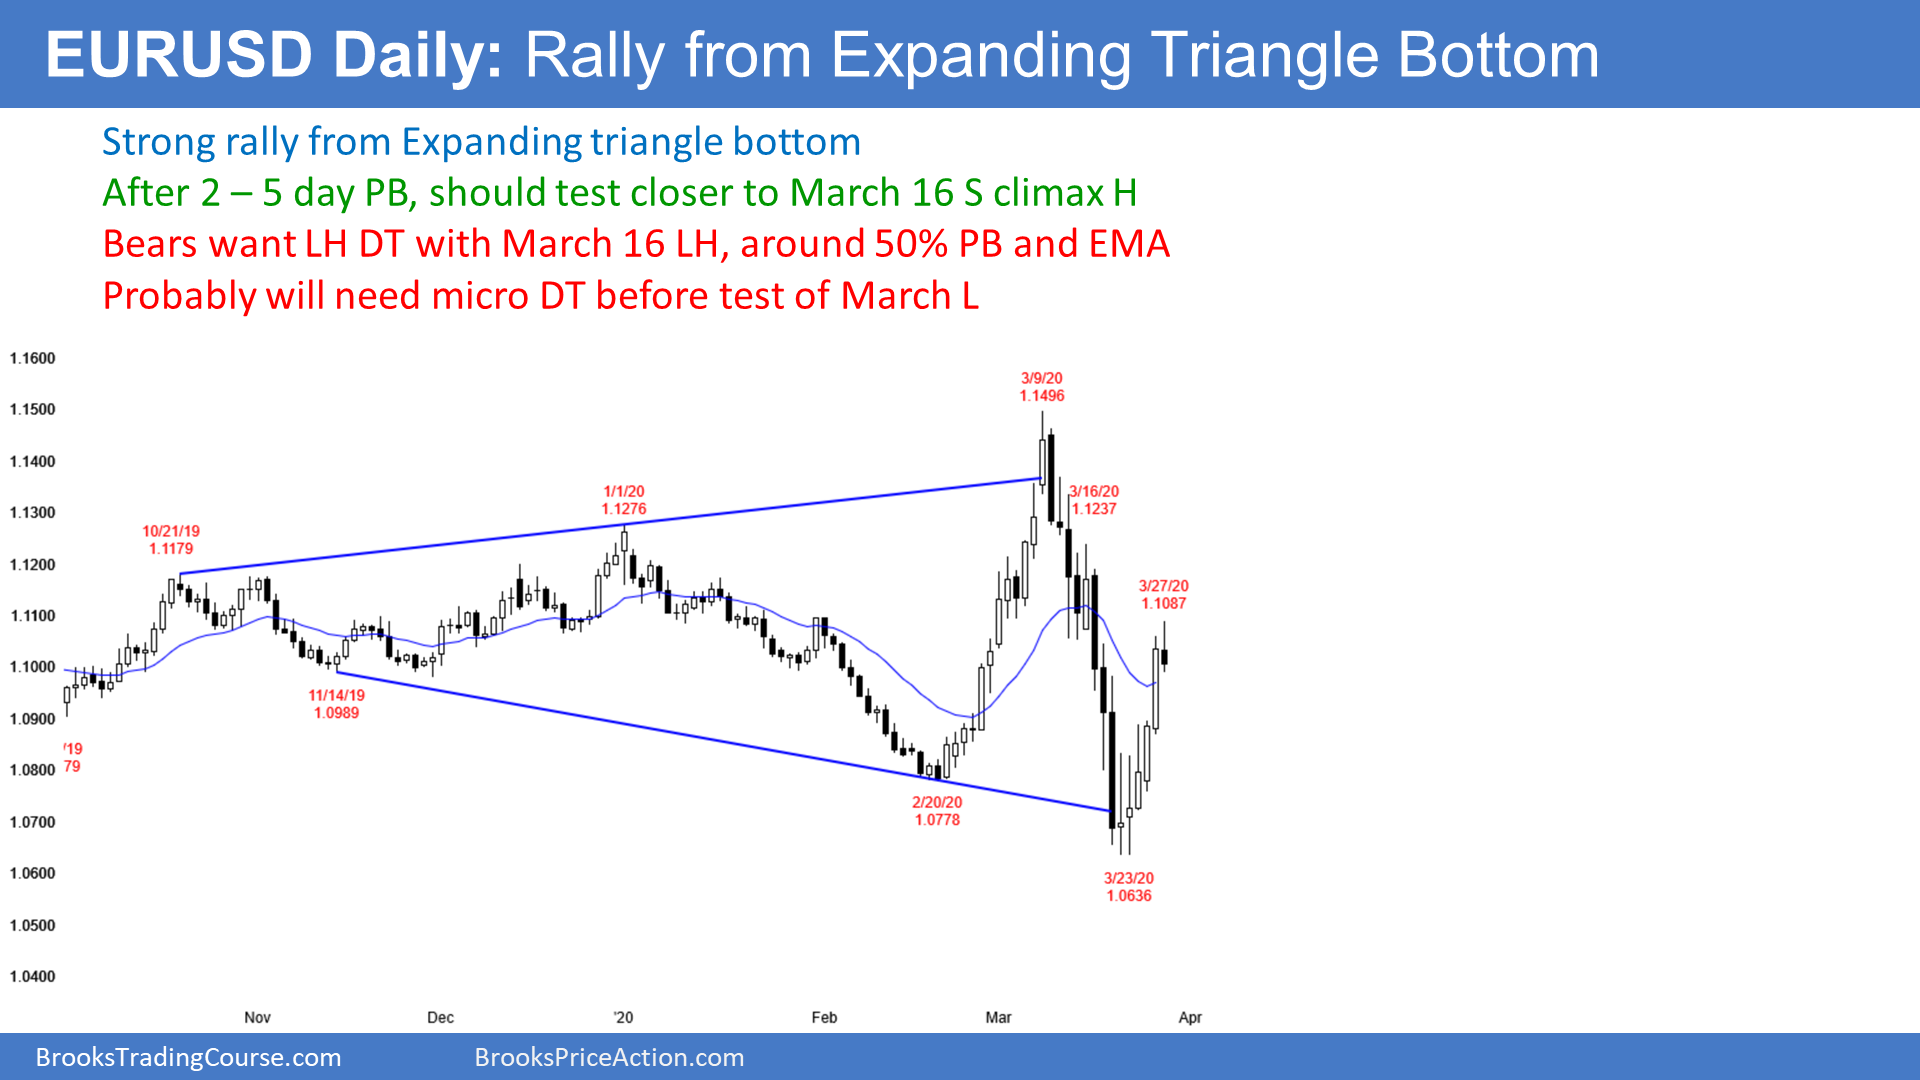 EURUSD Daily: Rally from Expanding Triangle Bottom
Strong rally from Expanding triangle bottom
After 2 – 5 day PB, should test closer to March 16 S climax H
Bears want LH DT with March 16 LH, around 50% PB and EMA
Probably will need micro DT before test of March L
1.1600
1.1500
1.1400
1.1300
1.1200
1.1100
1.1000
1.0900
1.0800
1.0700
1.0600
1.0500
1.0400
/19
79
10/21/19
1.1179
11/14/19
1.0989
1/1/20
1.1276
2/20/20
1.0778
3/9/20
1.1496
3/16/20
1.1237
3/23/20
1.0636
3/27/20
1.1087
Nov
Dec
'20
Feb
Mar
Apr
BrooksTradingCourse.com
BrooksPriceAction.com